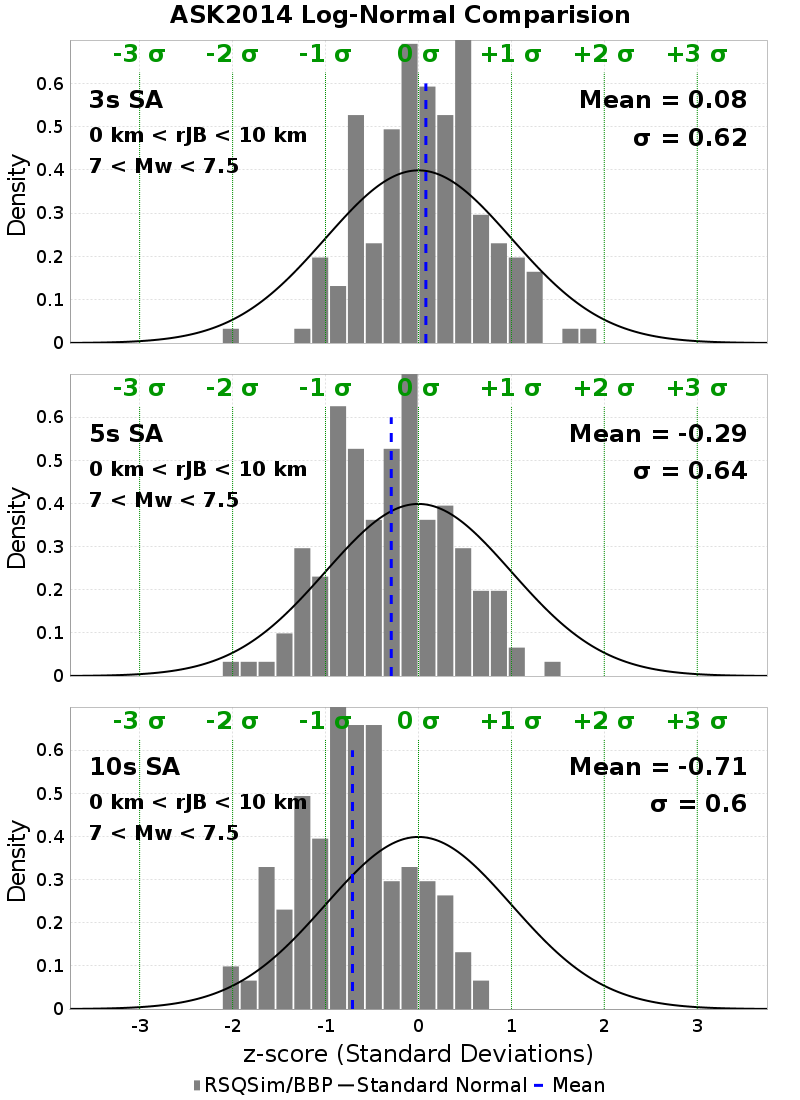 ASK2014 Log-Normal Comparision
-3 σ -2 σ -1 σ 0 σ +1 σ +2 σ +3 σ
3s SA
0 km < rJB < 10 km
7 < Mw < 7.5
Mean = 0.08
σ = 0.62
0.6
0.5
0.4
0.3
0.2
0.1
0
Density
-3 σ -2 σ -1 σ 0 σ +1 σ +2 σ +3 σ
5s SA
0 km < rJB < 10 km
7 < Mw < 7.5
Mean = -0.29
σ = 0.64
0.6
0.5
0.4
0.3
0.2
0.1
0
Density
-3 σ -2 σ -1 σ 0 σ +1 σ +2 σ +3 σ
10s SA
0 km < rJB < 10 km
7 < Mw < 7.5
Mean = -0.71
σ = 0.6
0.6
0.5
0.4
0.3
0.2
0.1
0
Density
-3 -2 -1 0 1 2 3
z-score (Standard Deviations)
RSQSim/BBP Standard Normal Mean